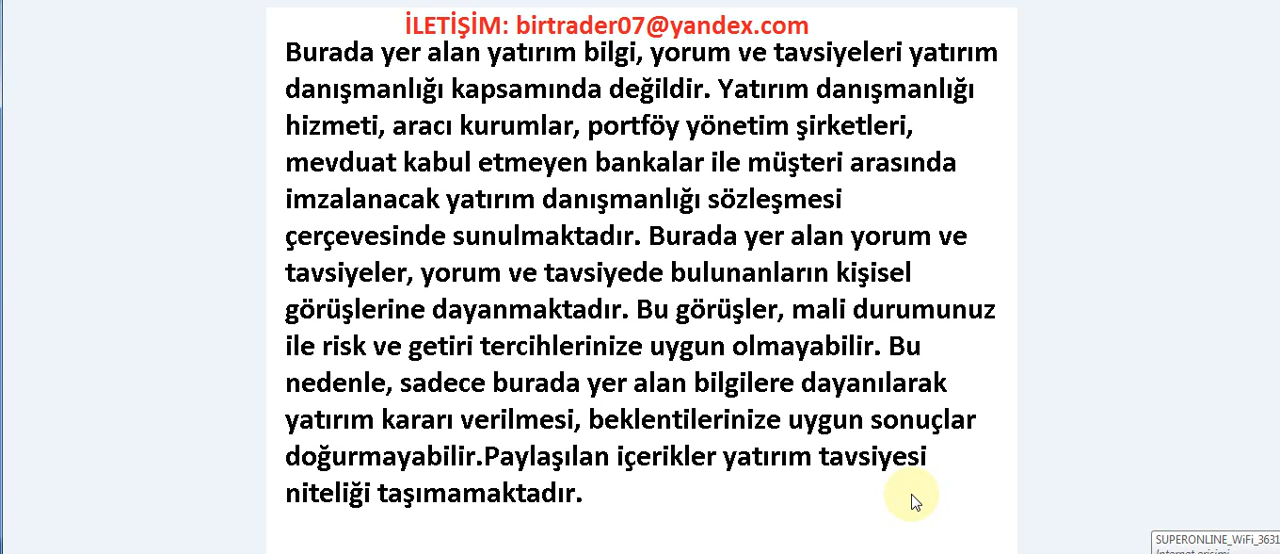 İLETİŞİM: birtrader07@yandex.com
Burada yer alan yatırım bilgi, yorum ve tavsiyeleri yatırım
danışmanlığı kapsamında değildir. Yatırım danışmanlığı
hizmeti, aracı kurumlar, portföy yönetim şirketleri,
mevduat kabul etmeyen bankalar ile müşteri arasında
imzalanacak yatırım danışmanlığı sözleşmesi
çerçevesinde sunulmaktadır. Burada yer alan yorum ve
tavsiyeler, yorum ve tavsiyede bulunanların kişisel
görüşlerine dayanmaktadır. Bu görüşler, mali durumunuz
ile risk ve getiri tercihlerinize uygun olmayabilir. Bu
nedenle, sadece burada yer alan bilgilere dayanılarak
yatırım kararı verilmesi, beklentilerinize uygun sonuçlar
doğurmayabilir.Paylaşılan içerikler yatırım tavsiyesi
niteliği taşımamaktadır.
SUPERONLINE_WiFi_3631
İnternet erişimi